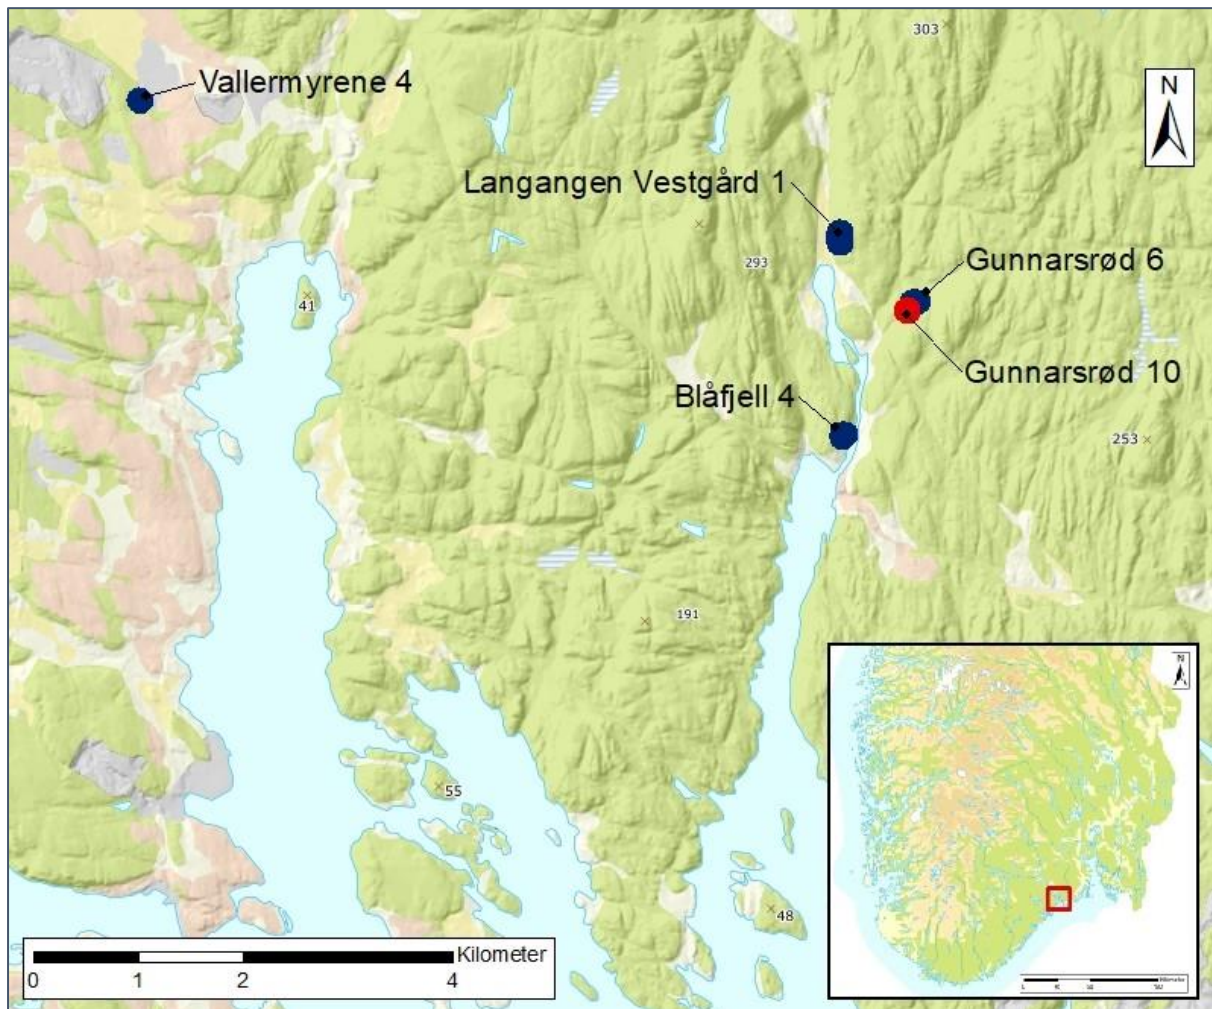 303
Vallermyrene 4
N
Langangen Vestgård 1
293
Gunnarsrød 6
41
Gunnarsrød 10
Blåfjell 4
253
191
N
55
48
Kilometer
0 1 2 4